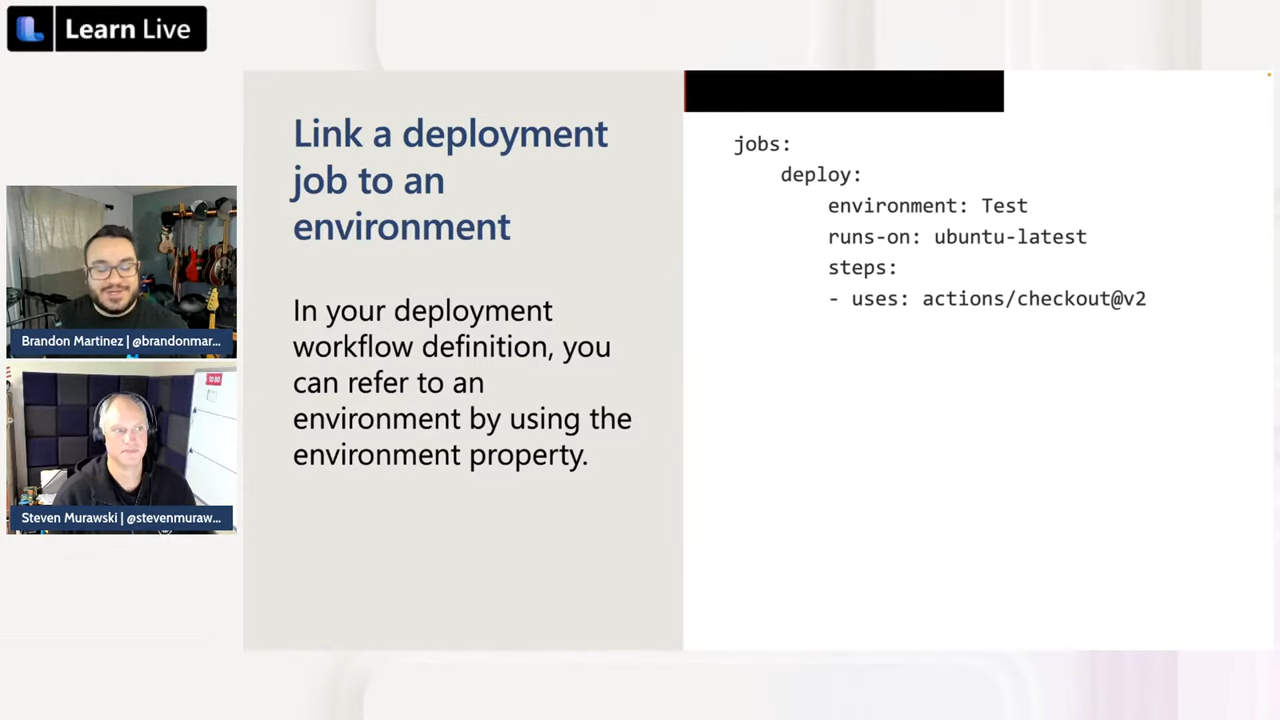 Learn Live
Link a deployment
job to an
environment
In your deployment
workflow definition, you
can refer to an
environment by using the
environment property.
jobs:
deploy:
environment: Test
runs-on: ubuntu-latest
steps:
- uses: actions/checkout@v2
Brandon Martinez | @brandonmar...
Steven Murawski | @stevenmuraw...